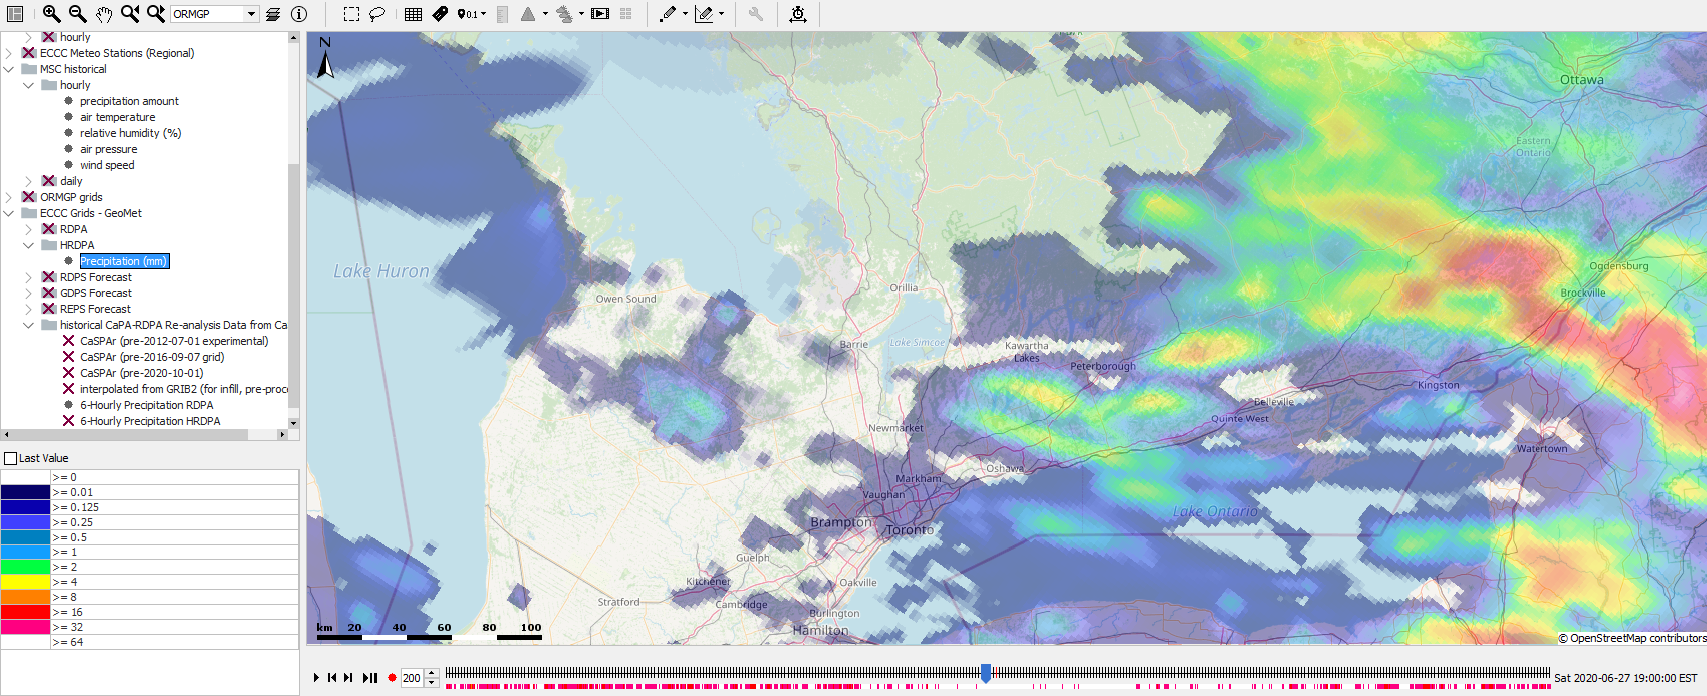 ORMGP
0.1
hourly
ECCC Meteo Stations (Regional)
MSC historical
hourly
precipitation amount
air temperature
relative humidity (%)
air pressure
wind speed
daily
ORMGP grids
ECCC Grids - GeoMet
RDPA
HRDPA
Precipitation (mm)
RDPS Forecast
GDPS Forecast
REPS Forecast
historical CaPA-RDPA Re-analysis Data from Ca
CaSPAr (pre-2012-07-01 experimental)
CaSPAr (pre-2016-09-07 grid)
CaSPAr (pre-2020-10-01)
interpolated from GRIB2 (for infill, pre-proc
6-Hourly Precipitation RDPA
6-Hourly Precipitation HRDPA
Last Value
>= 0
>= 0.01
>= 0.125
>= 0.25
>= 0.5
>= 1
>= 2
>= 4
>= 8
>= 16
>= 32
>= 64
N
Ottawa
Eastern
Ontario
Lake Huron
Ogdensburg
Brockville
Orillia
Owen Sound
Barrie
Lake Simcoe
Kawartha
Lakes
Peterborough
Kingston
Belleville
Quinte West
Newmarket
Watertown
Oshawa
Markham
Vaughan
Lake Ontario
Brampton
Toronto
Guelph
Kitchener
Oakville
Stratford
Cambridge
Burlington
Hamilton
km 20 40 60 80 100
© OpenStreetMap contributors
200
Sat 2020-06-27 19:00:00 EST